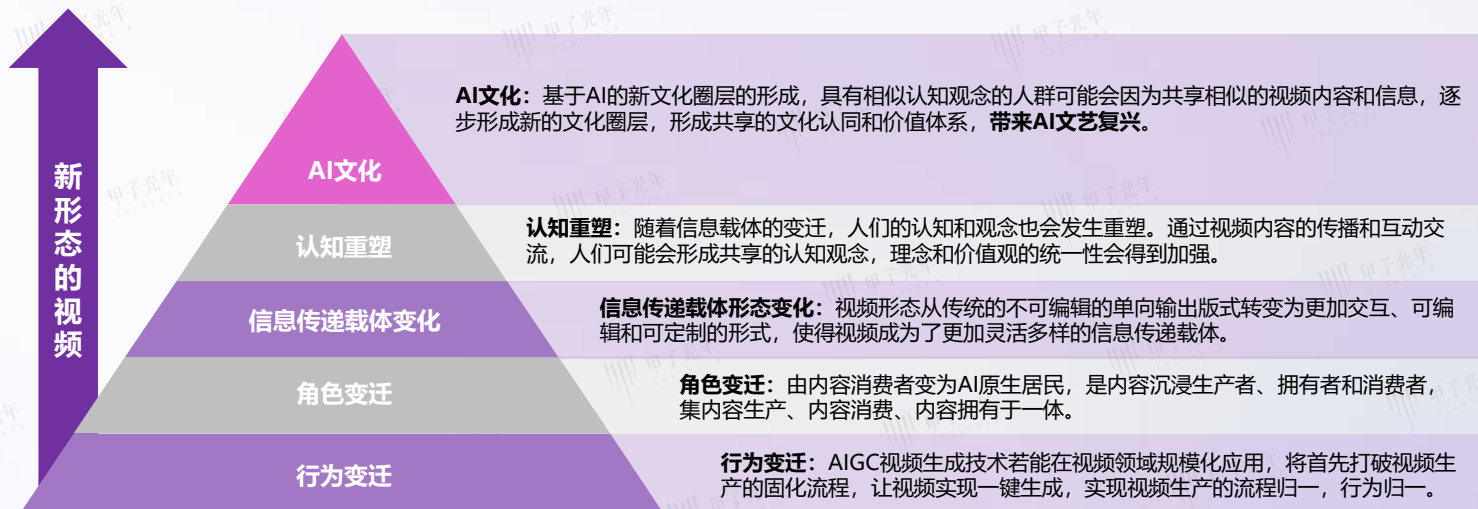 新形态的视频
AI文化
AI文化：基于AI的新文化圈层的形成，具有相似认知观念的人群可能会因为共享相似的视频内容和信息，逐
步形成新的文化圈层，形成共享的文化认同和价值体系，带来AI文艺复兴。
认知重塑
认知重塑：随着信息载体的变迁，人们的认知和观念也会发生重塑。通过视频内容的传播和互动交
流，人们可能会形成共享的认知观念，理念和价值观的统一性会得到加强。
信息传递载体变化
信息传递载体形态变化：视频形态从传统的不可编辑的单向输出版式转变为更加交互、可编
辑和可定制的形式，使得视频成为了更加灵活多样的信息传递载体。
角色变迁
角色变迁：由内容消费者变为AI原生居民，是内容沉浸生产者、拥有者和消费者，
集内容生产、内容消费、内容拥有于一体。
行为变迁
行为变迁：AIGC视频生成技术若能在视频领域规模化应用，将首先打破视频生
产的固化流程，让视频实现一键生成，实现视频生产的流程归一，行为归一。
甲子光年